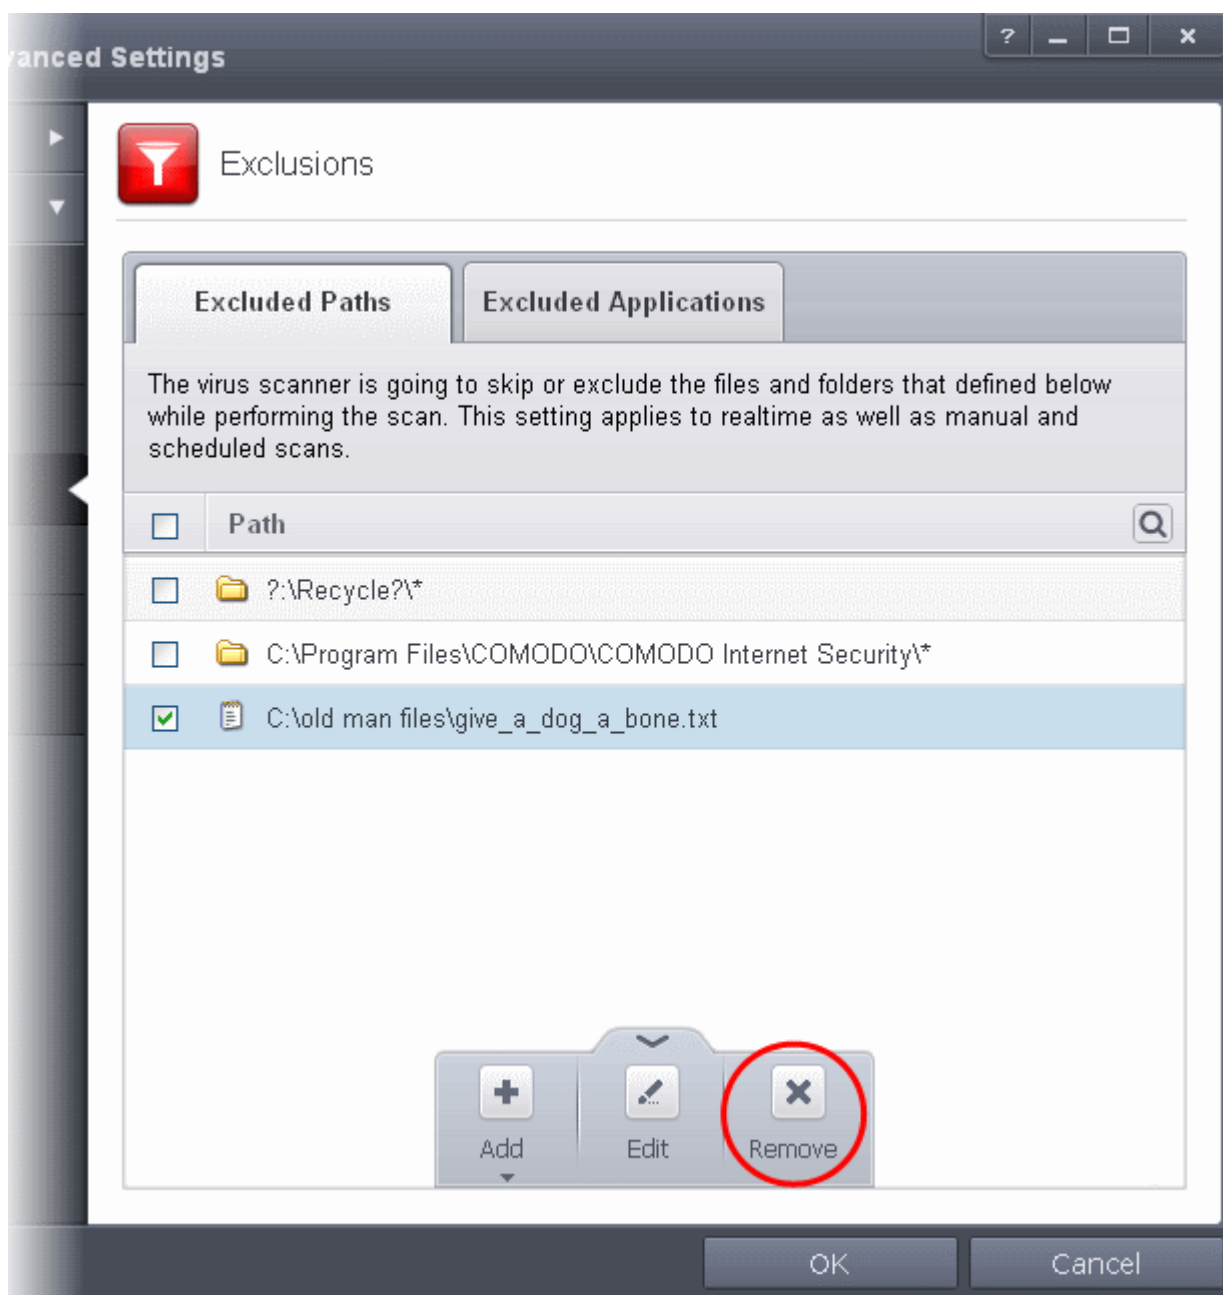 vanced Settings
?
Exclusions
Excluded Paths Excluded Applications
The virus scanner is going to skip or exclude the files and folders that defined below
while performing the scan. This setting applies to realtime as well as manual and
scheduled scans.
Path
?:\Recycle?\*
C:\Program Files\COMODO\COMODO Internet Security\*
C:\old man files\give_a_dog_a_bone.txt
Add Edit Remove
OK Cancel